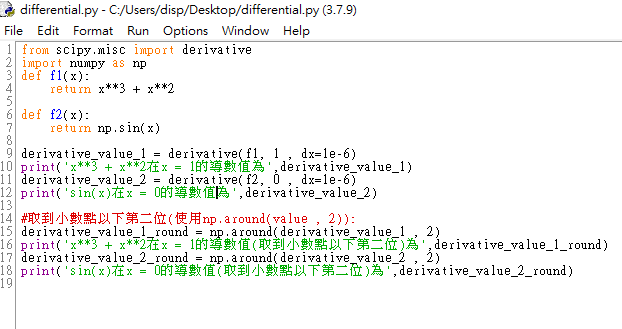 differential.py - C:/Users/disp/Desktop/differential.py (3.7.9)
File Edit Format Run Options Window Help
1 from scipy.misc import derivative
2 import numpy as np
3 def f1(x):
4     return x**3 + x**2
5
6 def f2(x):
7     return np.sin(x)
8
9 derivative_value_1 = derivative(f1, 1 , dx=1e-6)
10 print('x**3 + x**2在x = 1的導數值為',derivative_value_1)
11 derivative_value_2 = derivative(f2, 0 , dx=1e-6)
12 print('sin(x)在x = 0的導數值為',derivative_value_2)
13
14 #取到小數點以下第二位(使用np.around(value , 2)):
15 derivative_value_1_round = np.around(derivative_value_1 , 2)
16 print('x**3 + x**2在x = 1的導數值(取到小數點以下第二位)為',derivative_value_1_round)
17 derivative_value_2_round = np.around(derivative_value_2 , 2)
18 print('sin(x)在x = 0的導數值(取到小數點以下第二位)為',derivative_value_2_round)
19